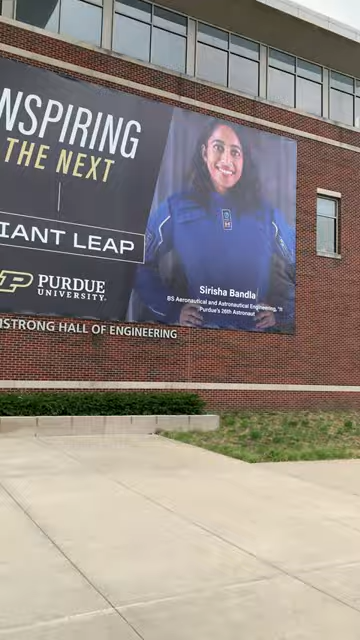 NSPIRING
THE NEXT
IANT LEAP
P PURDUE
UNIVERSITY®
Sirisha Bandla
BS Aeronautical and Astronautical Engineering,
Purdue's 26th Astronaut
STRONG HALL OF ENGINEERING